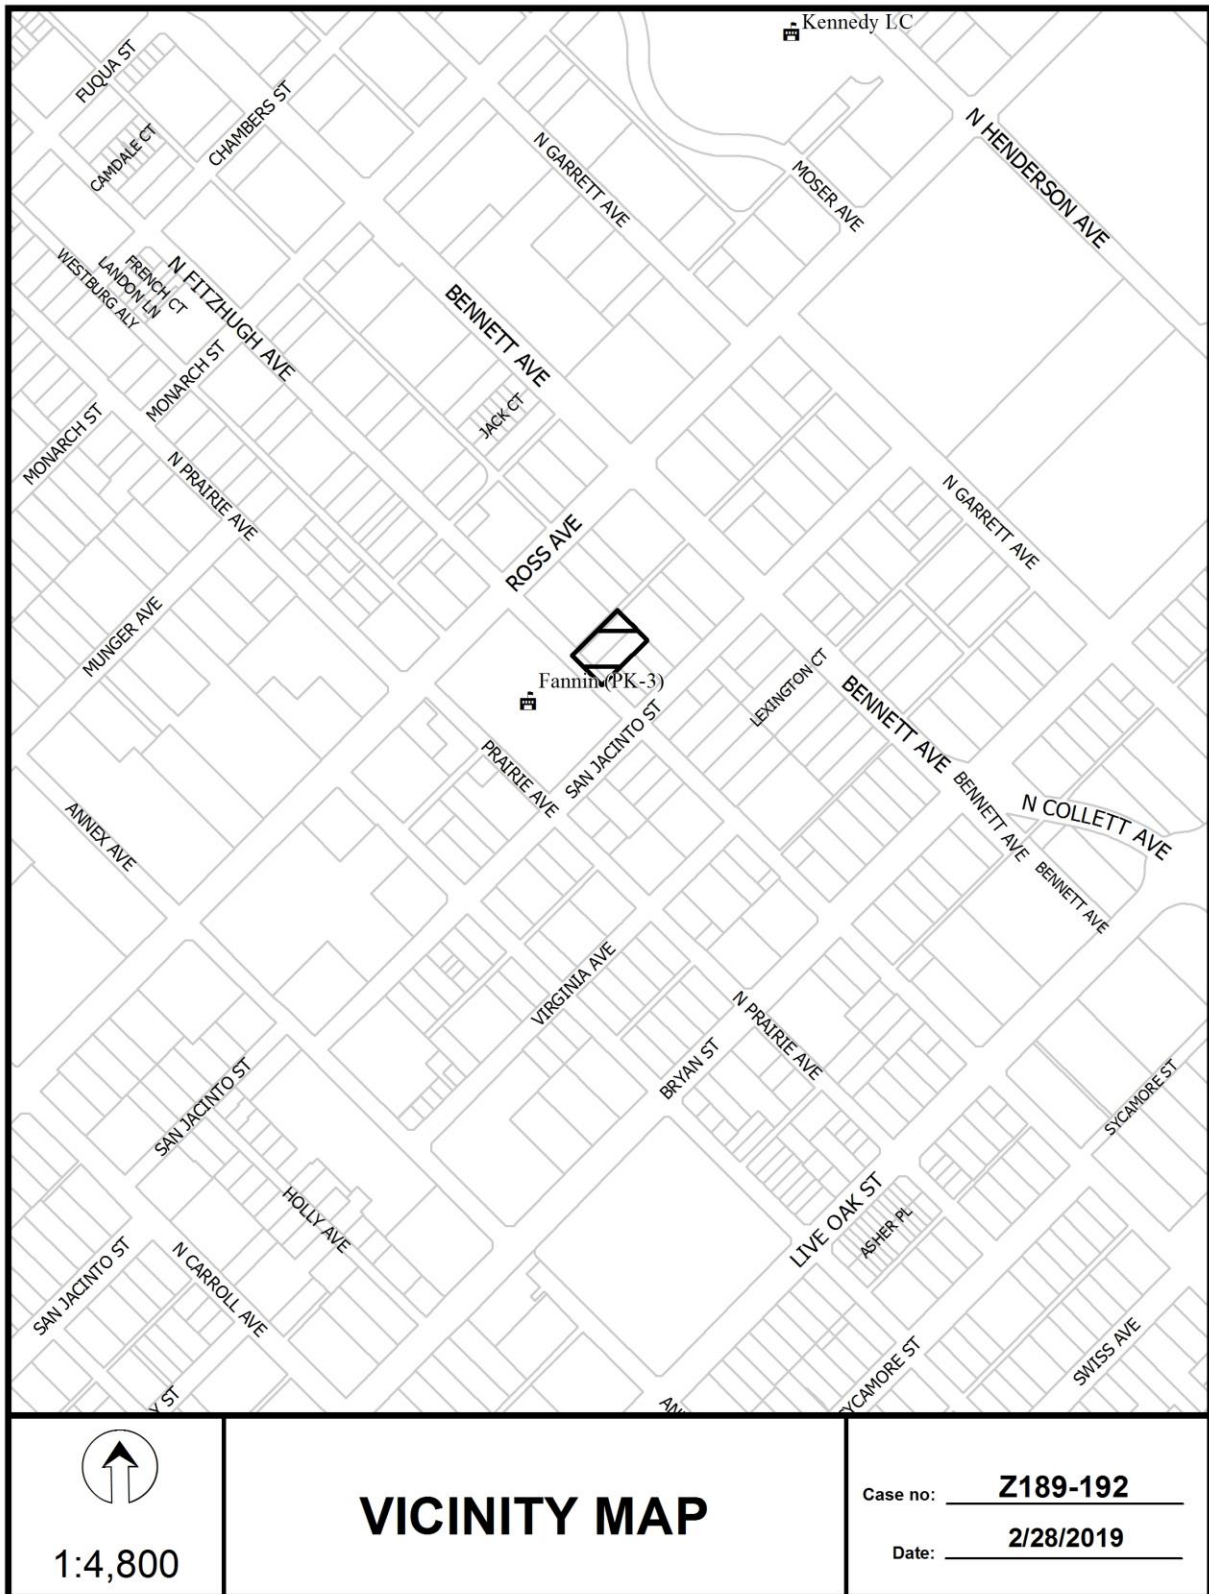 Kennedy LC
FUQUA ST
CHAMBERS ST
CAMDALE CT
N GARRETT AVE
N HENDERSON AVE
MOSER AVE
WESTBURG ALY
LANDON LN
FRENCH CT
N FITZHUGH AVE
BENNETT AVE
MONARCH ST
MONARCH ST
JACK CT
N PRAIRIE AVE
N GARRETT AVE
ROSS AVE
MUNGER AVE
Fannin (PK-3)
LEXINGTON CT
BENNETT AVE
SAN JACINTO ST
PRAIRIE AVE
BENNETT AVE
N COLLETT AVE
ANNEX AVE
BENNETT AVE
VIRGINIA AVE
N PRAIRIE AVE
BRYAN ST
SAN JACINTO ST
SYCAMORE ST
HOLLY AVE
LIVE OAK ST
ASHER PL
SAN JACINTO ST
N CARROLL AVE
SWISS AVE
SYCAMORE ST
Y ST
1:4,800
VICINITY MAP
Case no: Z189-192
Date: 2/28/2019